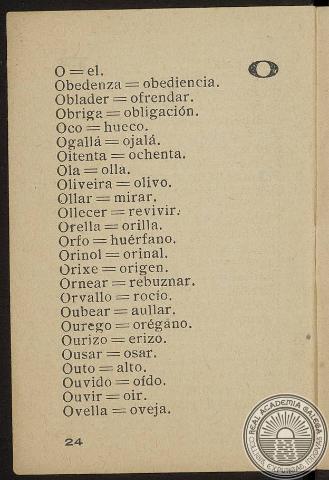 O
O = el.
Obedenza = obediencia.
Oblader = ofrendar.
Obriga = obligación.
Oco = hueco.
Ogallá = ojalá.
Oitenta = ochenta.
Ola = olla.
Oliveira = olivo.
Ollar = mirar.
Ollecer = revivir.
Orella = orilla.
Orfo = huérfano.
Orinol = orinal.
Orixe = origen.
Ornear = rebuznar.
Orvallo = rocío.
Oubear = aullar.
Ourego = orégano.
Ourizo = erizo.
Ousar = osar.
Outo = alto.
Ouvido = oído.
Ouvir = oir.
Ovella = oveja.
24
REAL ACADEMIA GALEGA